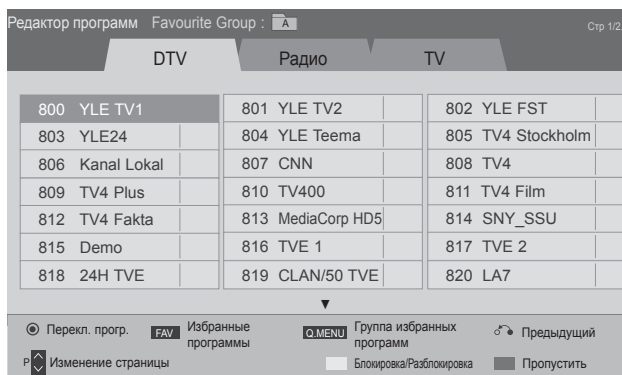 Редактор программ Favourite Group : A Стр 1/2
DTV Радио TV
800 YLE TV1 801 YLE TV2 802 YLE FST
803 YLE24 804 YLE Teema 805 TV4 Stockholm
806 Kanal Lokal 807 CNN 808 TV4
809 TV4 Plus 810 TV400 811 TV4 Film
812 TV4 Fakta 813 MediaCorp HD5 814 SNY_SSU
815 Demo 816 TVE 1 817 TVE 2
818 24H TVE 819 CLAN/50 TVE 820 LA7
▼
Перекл. прогр. FAV Избранные программы Q.MENU Группа избранных программ Предыдущий
P Изменение страницы Блокировка/Разблокировка Пропустить